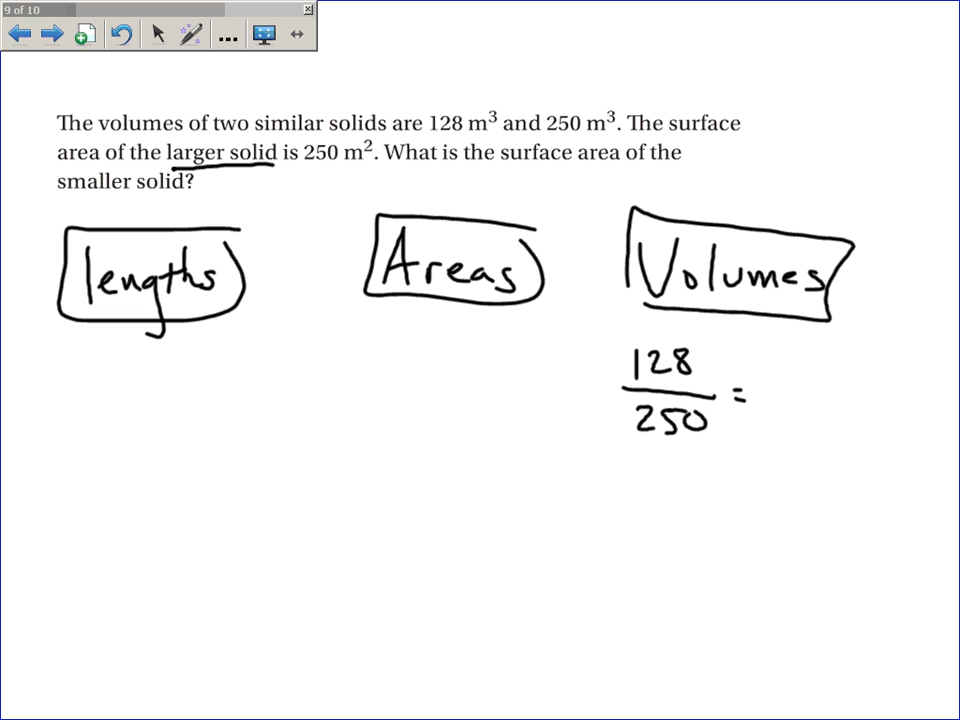 9 of 10
The volumes of two similar solids are 128 m³ and 250 m³. The surface
area of the larger solid is 250 m². What is the surface area of the
smaller solid?
lengths Areas Volumes
128
250 =